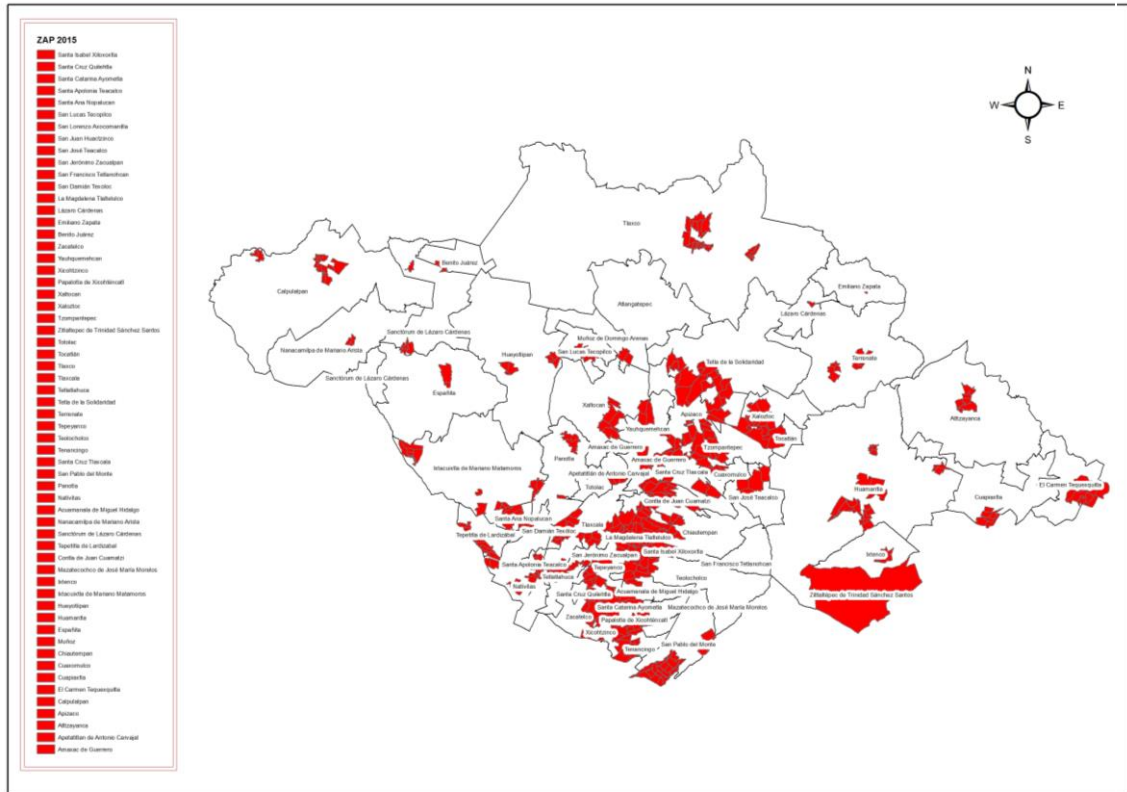 ZAP 2015
Santa Isabel Xiloxoxtla
Santa Cruz Quilehtla
Santa Catarina Ayometla
Santa Apolonia Teacalco
Santa Ana Nopalucan
San Lucas Tecopilco
San Lorenzo Axocomanitla
San Juan Huactzinco
San José Teacalco
San Jerónimo Zacualpan
San Francisco Tetlanohcan
San Damián Texoloc
La Magdalena Tlaltelulco
Lázaro Cárdenas
Emiliano Zapata
Benito Juárez
Zacatelco
Yauhquemehcan
Xicohtzinco
Papalotla de Xicohténcatl
Xaltocan
Xaloztoc
Tzompantepec
Ziltlaltepec de Trinidad Sánchez Santos
Totolac
Tocatlán
Tlaxco
Tlaxcala
Tetlatlahuca
Tetla de la Solidaridad
Terrenate
Tepeyanco
Teolocholco
Tenancingo
Santa Cruz Tlaxcala
San Pablo del Monte
Panotla
Nativitas
Acuamanala de Miguel Hidalgo
Nanacamilpa de Mariano Arista
Sanctórum de Lázaro Cárdenas
Tepetitla de Lardizabal
Contla de Juan Cuamatzi
Mazatecochco de José María Morelos
Ixtenco
Ixtacuixtla de Mariano Matamoros
Hueyotlipan
Huamantla
Españita
Muñoz
Chiautempan
Cuaxomulco
Cuapiaxtla
El Carmen Tequexquitla
Calpulalpan
Apizaco
Altzayanca
Apetatitlan de Antonio Carvajal
Amaxac de Guerrero
N
W E
S
Tlaxco
Benito Juárez
Calpulalpan
Emiliano Zapata
Atlangatepec
Lázaro Cárdenas
Sanctórum de Lázaro Cárdenas
Muñoz de Domingo Arenas
Nanacamilpa de Mariano Arista
Hueyotlipan
San Lucas Tecopilco
Tetla de la Solidaridad
Terrenate
Sanctórum de Lázaro Cárdenas
Españita
Xaltocan
Apizaco
Xaloztoc
Altzayanca
Yauhquemehcan
Tocatlán
Amaxac de Guerrero
Tzompantepec
Panotla
Amaxac de Guerrero
Ixtacuixtla de Mariano Matamoros
Apetatitlán de Antonio Carvajal
Santa Cruz Tlaxcala
Cuaxomulco
Totolac
Huamantla
El Carmen Tequexquitla
Contla de Juan Cuamatzi
San José Teacalco
Cuapiaxtla
Santa Ana Nopalucan
Tlaxcala
San Damián Texoloc
Chiautempan
Tepetitla de Lardizábal
La Magdalena Tlaltelulco
San Jerónimo Zacualpan
Santa Isabel Xiloxoxtla
Ixtenco
Santa Apolonia Teacalco
Tepeyanco
San Francisco Tetlanohcan
Tetlatlahuca
Teolocholco
Nativitas
Acuamanala de Miguel Hidalgo
Santa Cruz Quilehtla
Ziltlaltepec de Trinidad Sánchez Santos
Santa Catarina Ayometla
Mazatecochco de José María Morelos
Zacatelco
Papalotla de Xicohténcatl
Xicohtzinco
San Pablo del Monte
Tenancingo